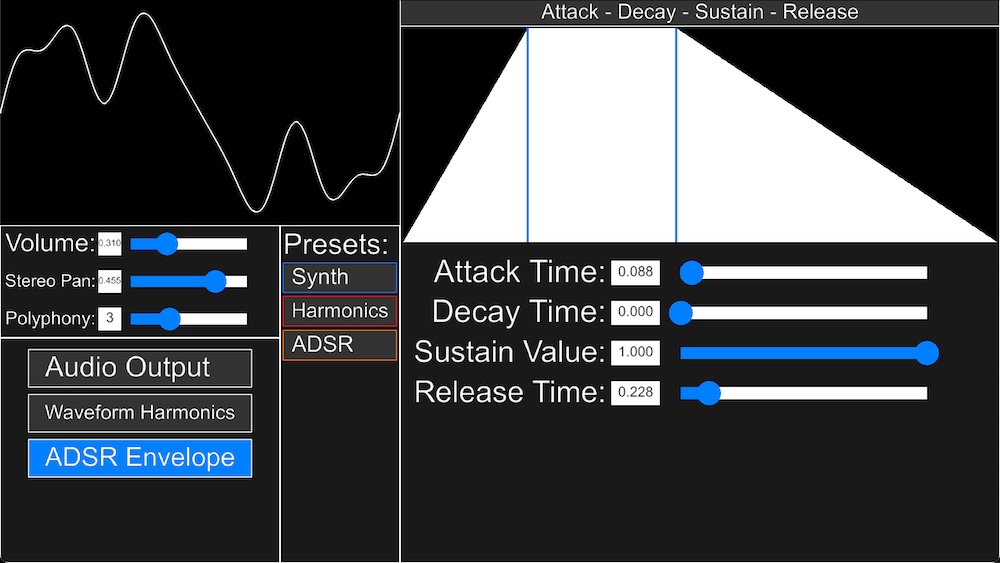 Attack - Decay - Sustain - Release
Volume: 0.310
Stereo Pan: 0.455
Polyphony: 3
Presets:
Synth
Harmonics
ADSR
Audio Output
Waveform Harmonics
ADSR Envelope
Attack Time: 0.088
Decay Time: 0.000
Sustain Value: 1.000
Release Time: 0.228